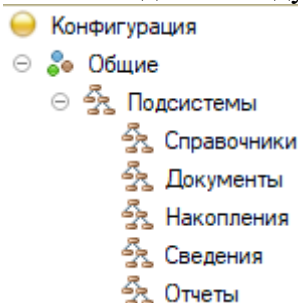 Конфигурация
Общие
Подсистемы
Справочники
Документы
Накопления
Сведения
Отчеты